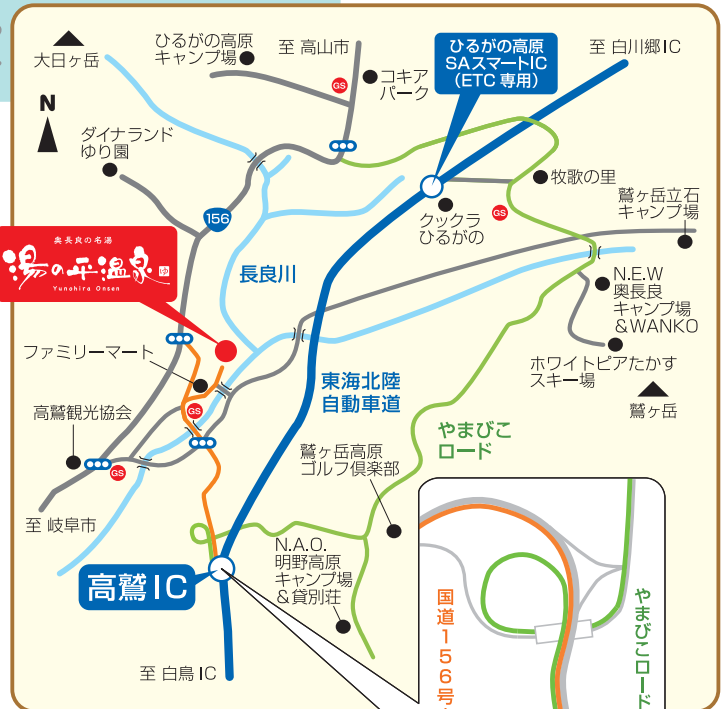 大日ヶ岳
ひるがの高原
キャンプ場
至 高山市
GS
コキア
パーク
ひるがの高原
SAスマートIC
(ETC 専用)
至 白川郷IC
N
ダイナランド
ゆり園
牧歌の里
鷲ヶ岳立石
キャンプ場
クックラ
ひるがの
GS
156
奥長良の名湯
湯の平温泉
ゆ
Yunohira Onsen
長良川
N.E.W
奥長良
キャンプ場
&WANKO
ファミリーマート
ホワイトピアたかす
スキー場
鷲ヶ岳
東海北陸
自動車道
やまびこ
ロード
高鷲観光協会
GS
GS
鷲ヶ岳高原
ゴルフ倶楽部
至 岐阜市
N.A.O.
明野高原
キャンプ場
&貸別荘
高鷲IC
至 白鳥IC
国道156号
やまびこロード